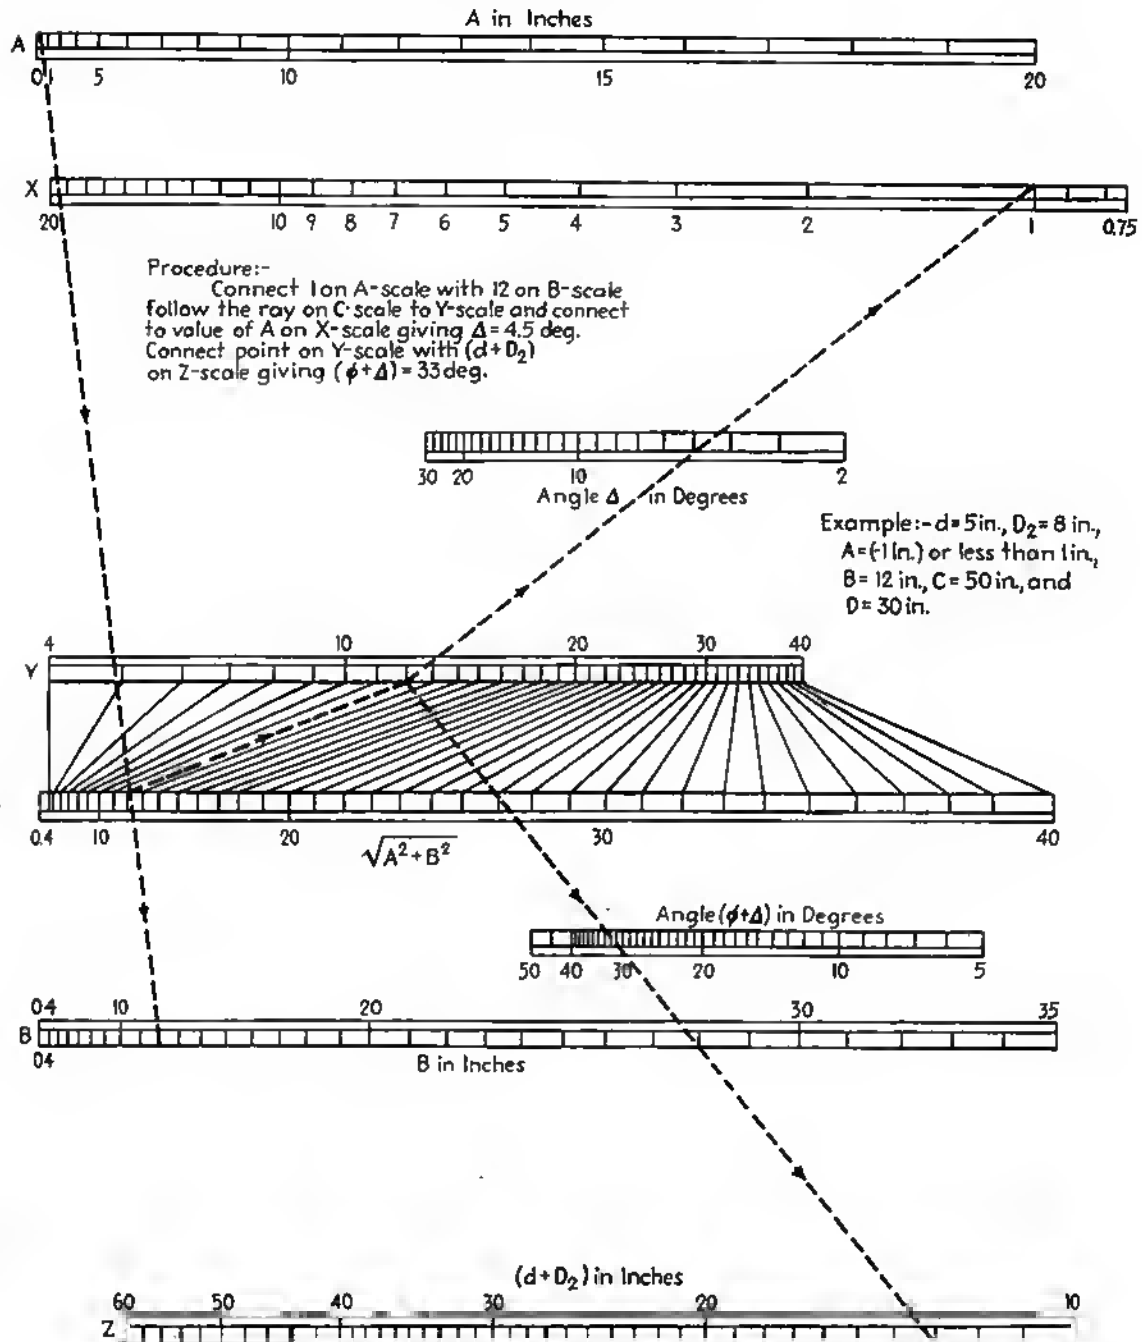 A in Inches
A
0 1 5 10 15 20
X
20 10 9 8 7 6 5 4 3 2 1 0.75
Procedure:-
Connect 1 on A-scale with 12 on B-scale
follow the ray on C-scale to Y-scale and connect
to value of A on X-scale giving Δ = 4.5 deg.
Connect point on Y-scale with (d+D₂)
on Z-scale giving (ϕ+Δ) = 33 deg.
30 20 10 2
Angle Δ in Degrees
Example:- d = 5 in., D₂ = 8 in.,
A = (-1 in.) or less than 1 in.,
B = 12 in., C = 50 in., and
D = 30 in.
4 10 20 30 40
Y
0.4 10 20 30 40
√A²+B²
Angle (ϕ+Δ) in Degrees
50 40 30 20 10 5
04 10 20 30 35
B
04
B in Inches
(d+D₂) in Inches
60 50 40 30 20 10
Z